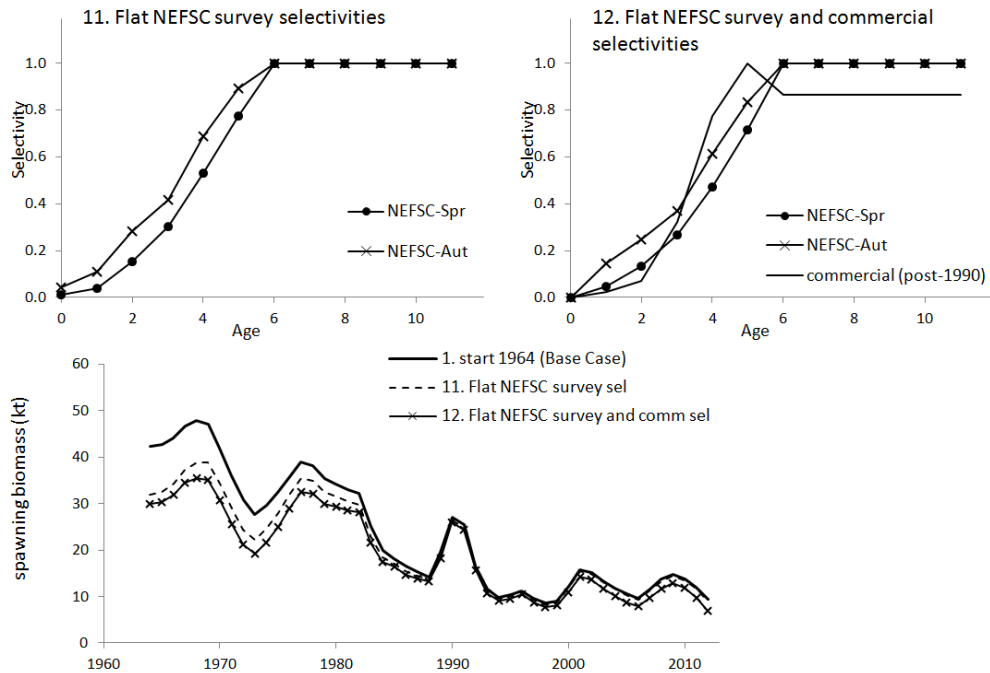 11. Flat NEFSC survey selectivities
1.0
0.8
0.6
0.4
0.2
0.0
Selectivity
0 2 4 6 8 10
Age
NEFSC-Spr
NEFSC-Aut
12. Flat NEFSC survey and commercial
selectivities
1.0
0.8
0.6
0.4
0.2
0.0
Selectivity
0 2 4 6 8 10
Age
NEFSC-Spr
NEFSC-Aut
commercial (post-1990)
1. start 1964 (Base Case)
11. Flat NEFSC survey sel
12. Flat NEFSC survey and comm sel
60
50
40
30
20
10
0
spawning biomass (kt)
1960 1970 1980 1990 2000 2010